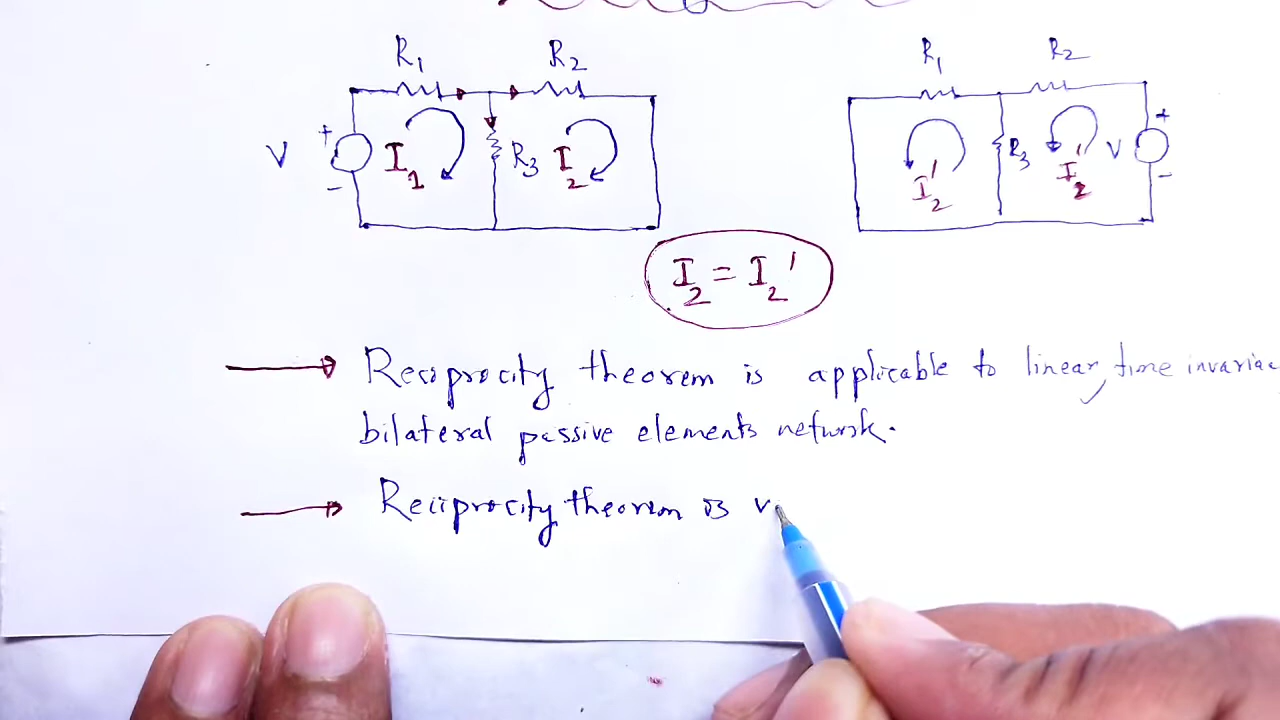 R1 R2 R1 R2
V + - I1 R3 I2 I2' R3 I2' V + -
I2 = I2'
Reciprocity theorem is applicable to linear, time invarian
bilateral passive elements network.
Reciprocity theorem is v